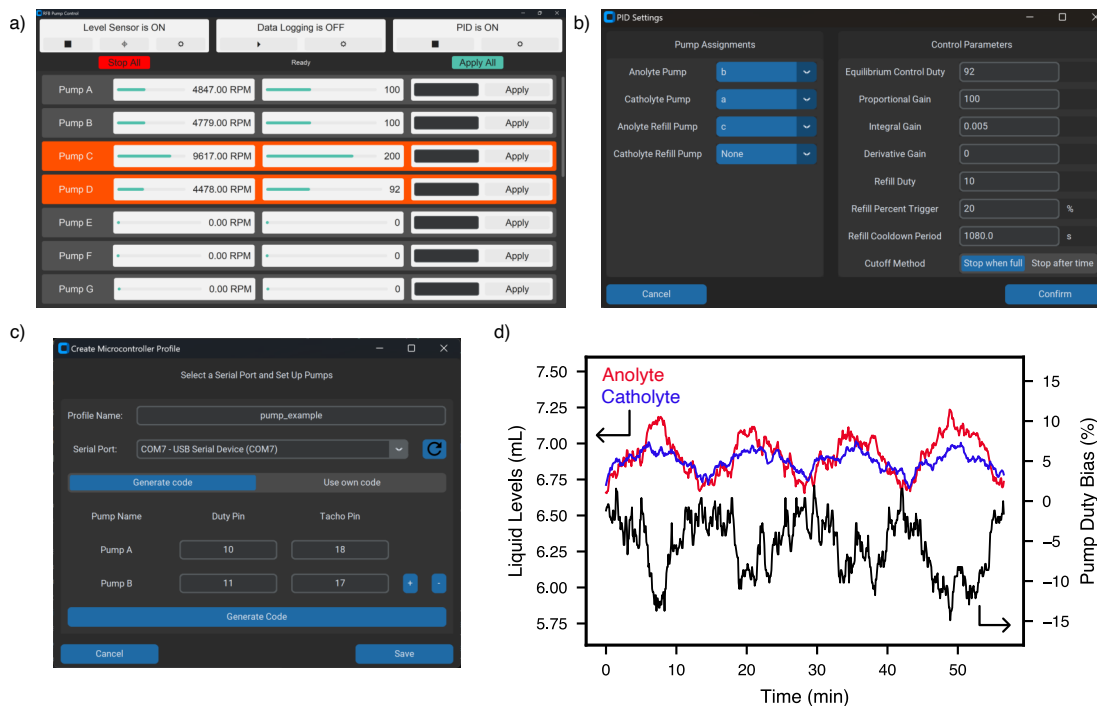 a)
RFB Pump Control
Level Sensor is ON
Data Logging is OFF
PID is ON
Stop All
Ready
Apply All
Pump A 4847.00 RPM 100 Apply
Pump B 4779.00 RPM 100 Apply
Pump C 9617.00 RPM 200 Apply
Pump D 4478.00 RPM 92 Apply
Pump E 0.00 RPM 0 Apply
Pump F 0.00 RPM 0 Apply
Pump G 0.00 RPM 0 Apply
b)
PID Settings
Pump Assignments
Anolyte Pump b
Catholyte Pump a
Anolyte Refill Pump c
Catholyte Refill Pump None
Control Parameters
Equilibrium Control Duty 92
Proportional Gain 100
Integral Gain 0.005
Derivative Gain 0
Refill Duty 10
Refill Percent Trigger 20 %
Refill Cooldown Period 1080.0 s
Cutoff Method Stop when full Stop after time
Cancel
Confirm
c)
Create Microcontroller Profile
Select a Serial Port and Set Up Pumps
Profile Name: pump_example
Serial Port: COM7 - USB Serial Device (COM7)
Generate code Use own code
Pump Name Duty Pin Tacho Pin
Pump A 10 18
Pump B 11 17 + -
Generate Code
Cancel Save
d)
Anolyte
Catholyte
Liquid Levels (mL)
7.50
7.25
7.00
6.75
6.50
6.25
6.00
5.75
0 10 20 30 40 50
Time (min)
15
10
5
0
−5
−10
−15
Pump Duty Bias (%)